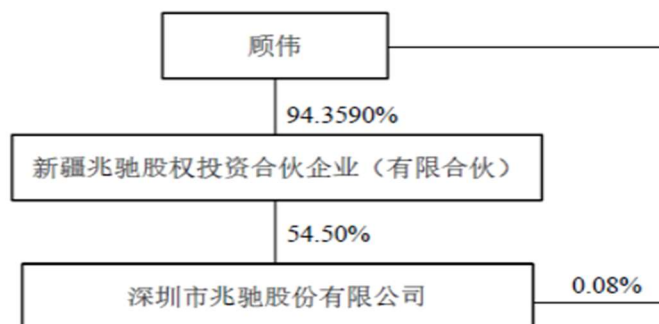 顾伟
94.3590%
新疆兆驰股权投资合伙企业（有限合伙）
54.50%
深圳市兆驰股份有限公司
0.08%